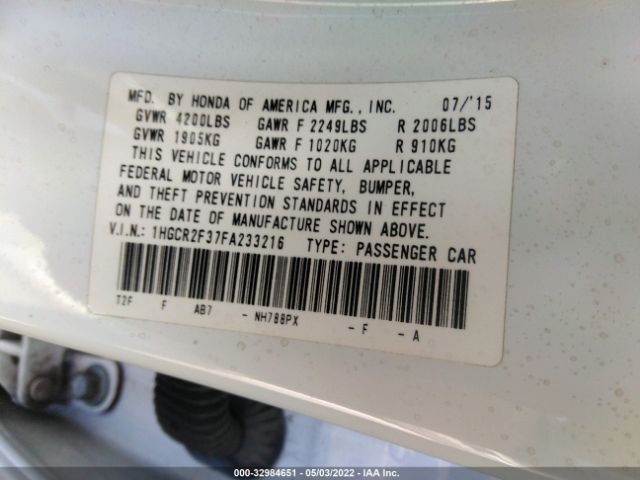 MFD. BY HONDA OF AMERICA MFG., INC. 07/'15
GVWR 4200LBS GAWR F 2249LBS R 2006LBS
GVWR 1905KG GAWR F 1020KG R 910KG
THIS VEHICLE CONFORMS TO ALL APPLICABLE
FEDERAL MOTOR VEHICLE SAFETY, BUMPER,
AND THEFT PREVENTION STANDARDS IN EFFECT
ON THE DATE OF MANUFACTURE SHOWN ABOVE.
V.I.N.: 1HGCR2F37FA233216 TYPE: PASSENGER CAR
T2F F AB7 - NH788PX - F - A
000-32984651 - 05/03/2022 - IAA Inc.